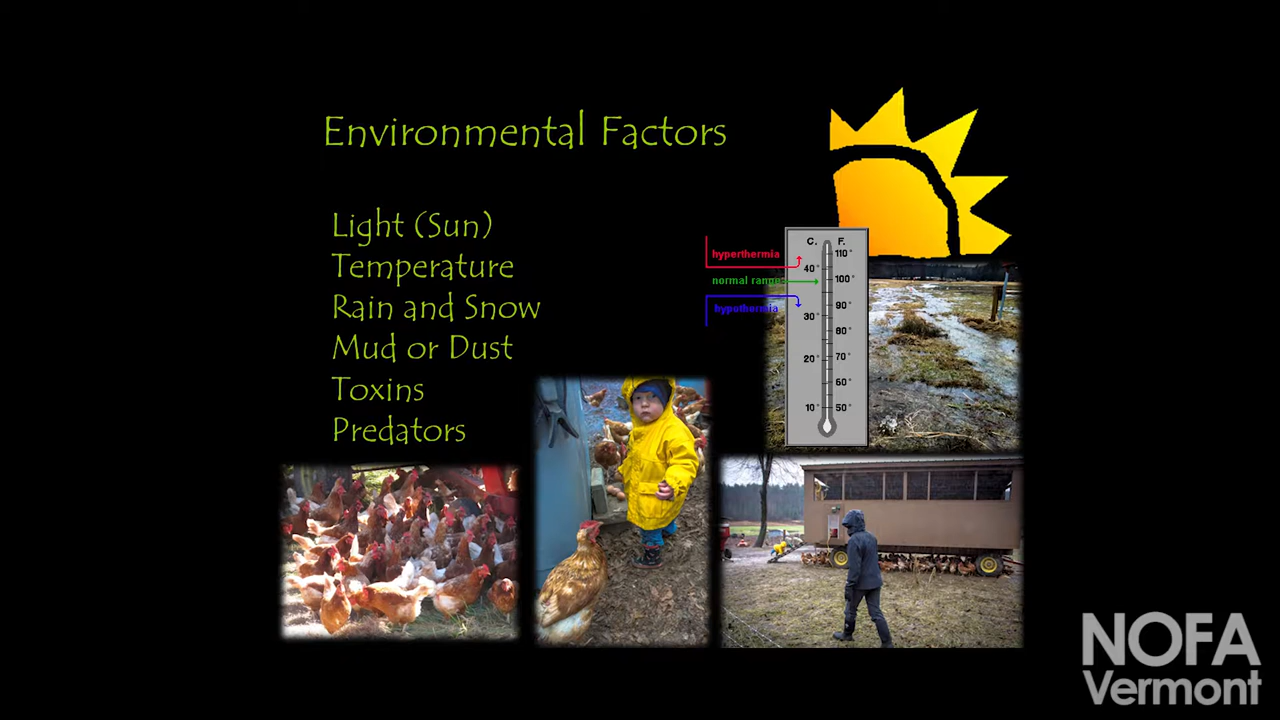 Environmental Factors
Light (Sun)
Temperature
Rain and Snow
Mud or Dust
Toxins
Predators
C. F.
hyperthermia
normal range
hypothermia
110°
40°
100°
90°
30°
80°
20°
70°
60°
10°
50°
NOFA
Vermont